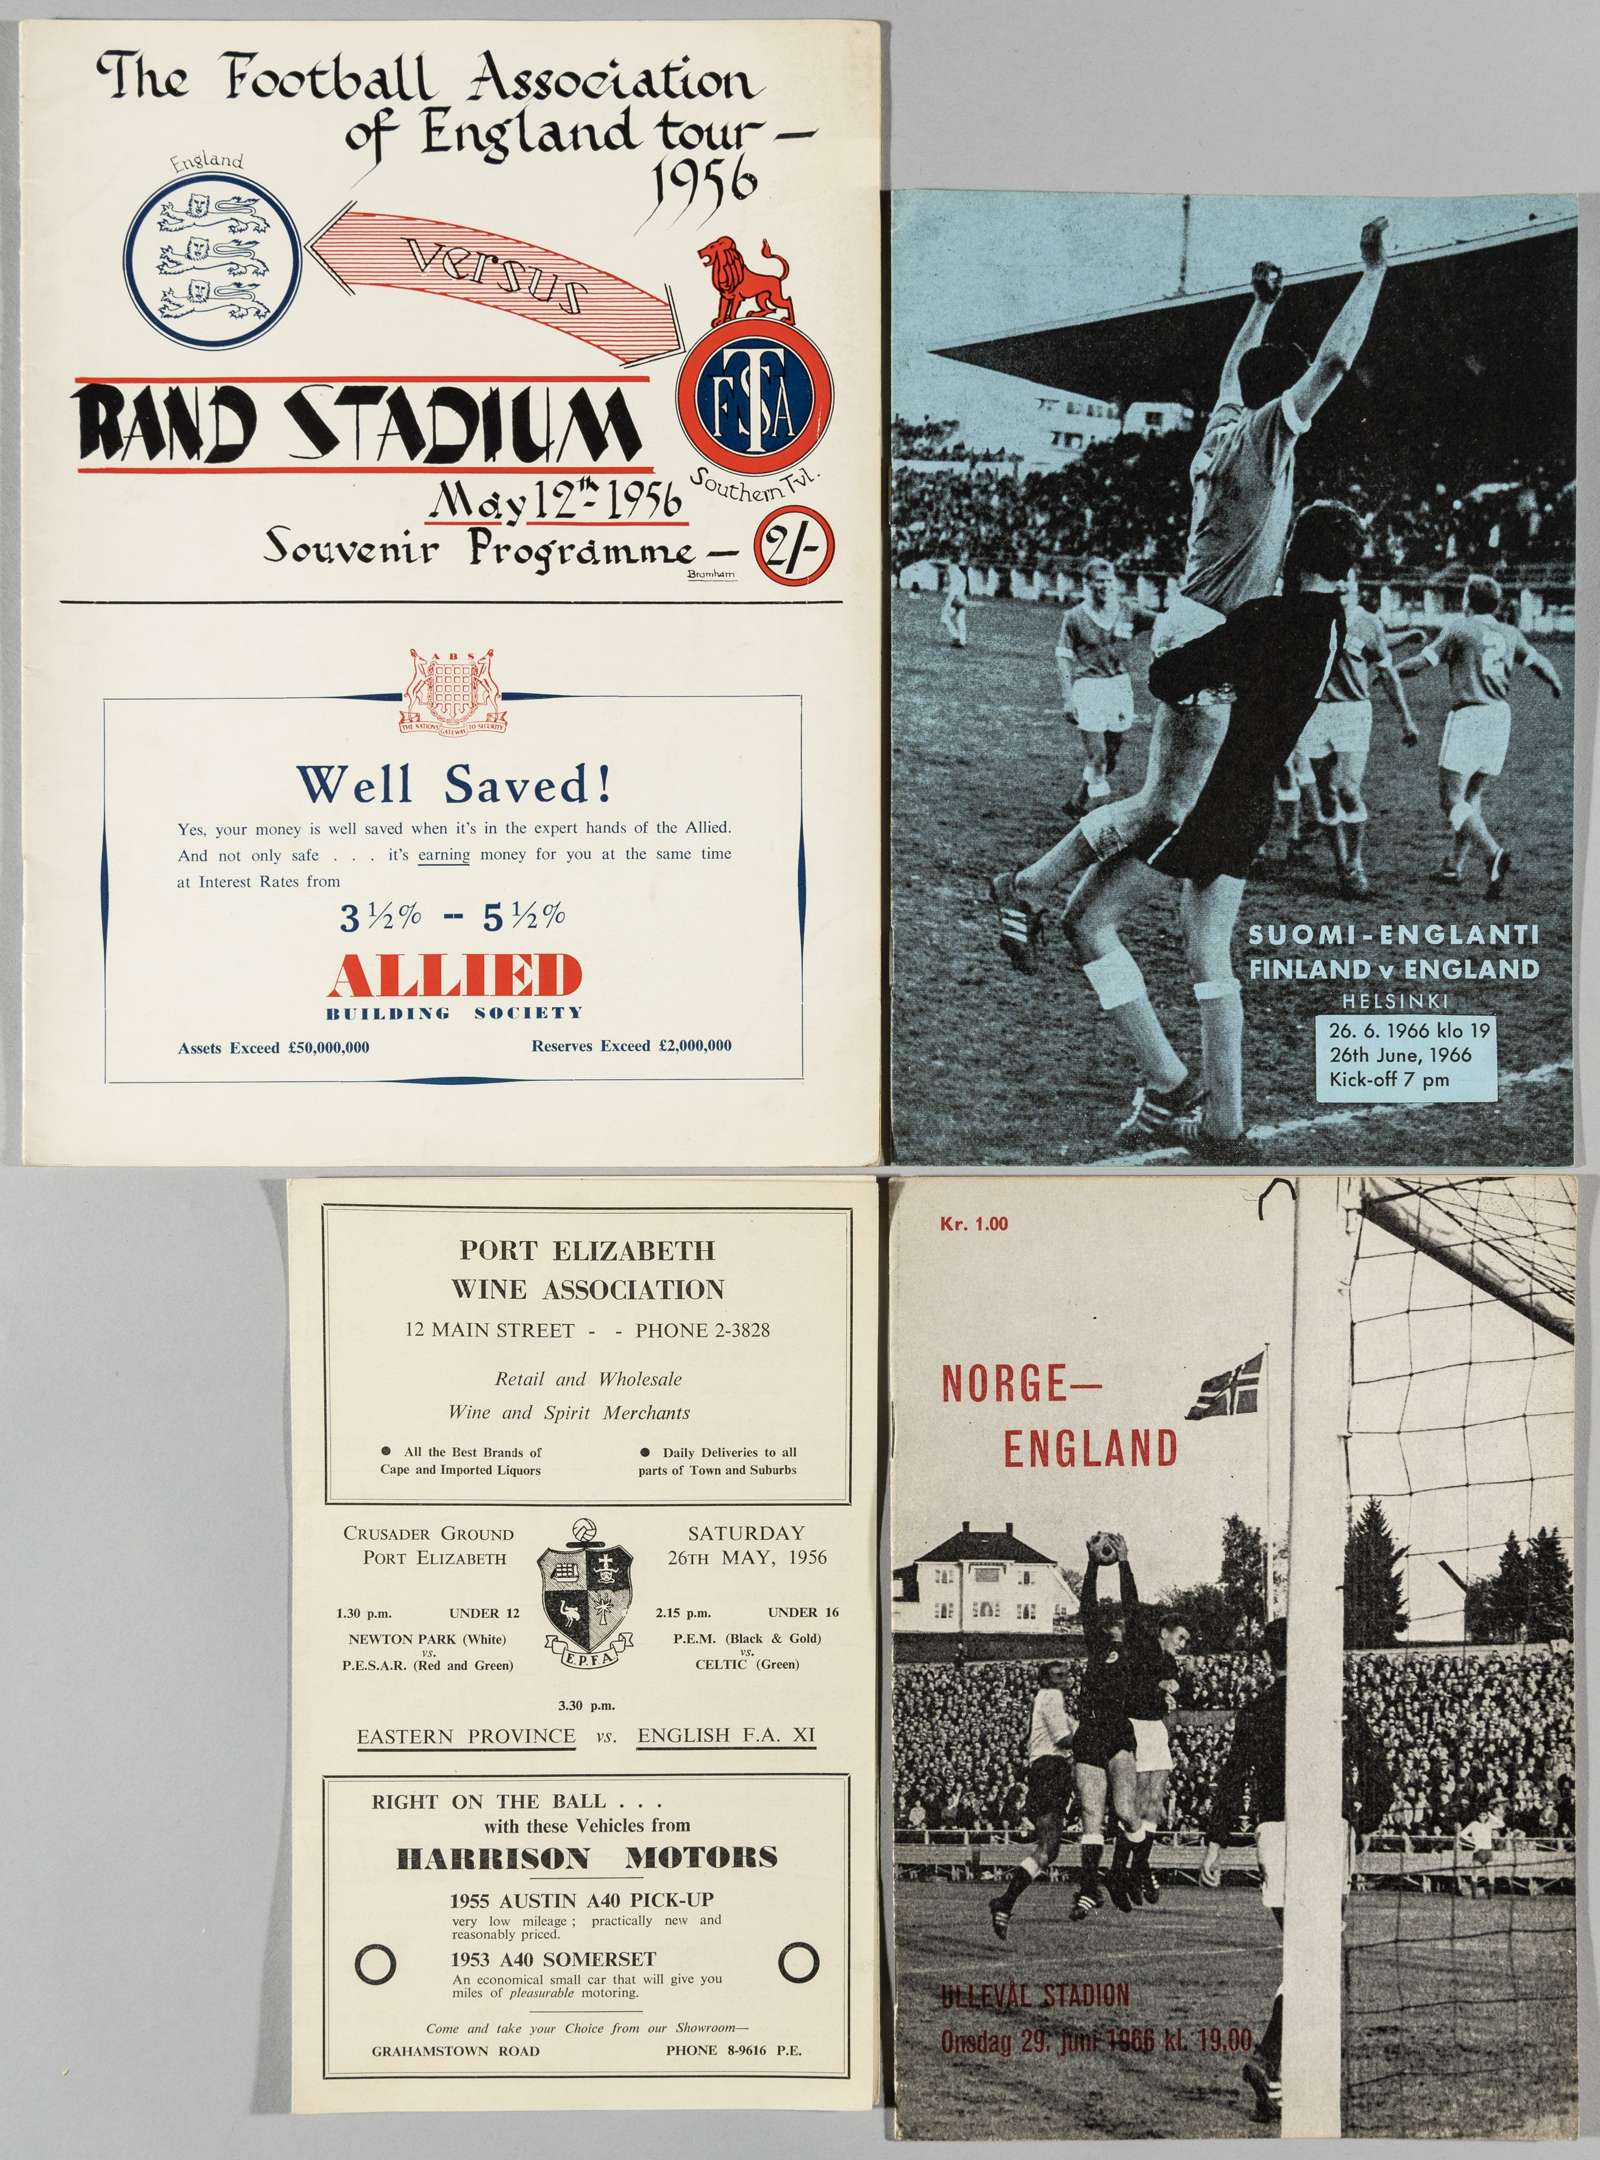 The Football Association
of England tour –
1956
England
versus
TFSA
Southern Tvl.
RAND STADIUM
May 12th 1956
Souvenir Programme – 2/-
Bromham
A B S
THE NATIONS GATEWAY TO SECURITY
Well Saved!
Yes, your money is well saved when it's in the expert hands of the Allied.
And not only safe . . . it's earning money for you at the same time
at Interest Rates from
3½% -- 5½%
ALLIED
BUILDING SOCIETY
Assets Exceed £50,000,000 Reserves Exceed £2,000,000
2
SUOMI - ENGLANTI
FINLAND v ENGLAND
HELSINKI
26. 6. 1966 klo 19
26th June, 1966
Kick-off 7 pm
PORT ELIZABETH
WINE ASSOCIATION
12 MAIN STREET - - PHONE 2-3828
Retail and Wholesale
Wine and Spirit Merchants
● All the Best Brands of
Cape and Imported Liquors
● Daily Deliveries to all
parts of Town and Suburbs
CRUSADER GROUND
PORT ELIZABETH
SATURDAY
26TH MAY, 1956
E.P.F.A.
1.30 p.m. UNDER 12
NEWTON PARK (White)
vs.
P.E.S.A.R. (Red and Green)
2.15 p.m. UNDER 16
P.E.M. (Black & Gold)
vs.
CELTIC (Green)
3.30 p.m.
EASTERN PROVINCE vs. ENGLISH F.A. XI
RIGHT ON THE BALL . . .
with these Vehicles from
HARRISON MOTORS
1955 AUSTIN A40 PICK-UP
very low mileage ; practically new and
reasonably priced.
1953 A40 SOMERSET
An economical small car that will give you
miles of pleasurable motoring.
Come and take your Choice from our Showroom—
GRAHAMSTOWN ROAD PHONE 8-9616 P.E.
Kr. 1.00
NORGE—
ENGLAND
ULLEVÅL STADION
Onsdag 29. juni 1966 kl. 19.00